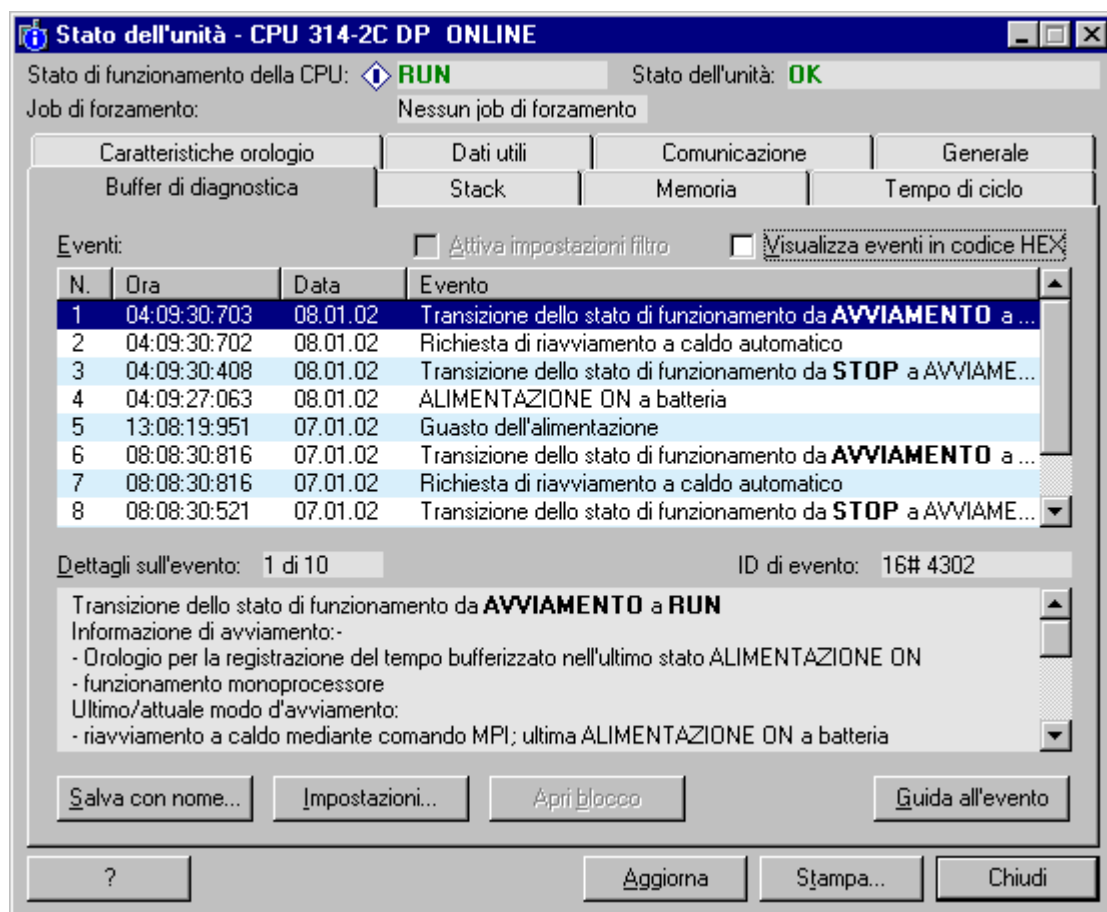 Stato dell'unità - CPU 314-2C DP ONLINE
Stato di funzionamento della CPU: RUN Stato dell'unità: OK
Job di forzamento: Nessun job di forzamento
Caratteristiche orologio Dati utili Comunicazione Generale
Buffer di diagnostica Stack Memoria Tempo di ciclo
Eventi: Attiva impostazioni filtro Visualizza eventi in codice HEX
N. Ora Data Evento
1 04:09:30:703 08.01.02 Transizione dello stato di funzionamento da AVVIAMENTO a ...
2 04:09:30:702 08.01.02 Richiesta di riavviamento a caldo automatico
3 04:09:30:408 08.01.02 Transizione dello stato di funzionamento da STOP a AVVIAME...
4 04:09:27:063 08.01.02 ALIMENTAZIONE ON a batteria
5 13:08:19:951 07.01.02 Guasto dell'alimentazione
6 08:08:30:816 07.01.02 Transizione dello stato di funzionamento da AVVIAMENTO a ...
7 08:08:30:816 07.01.02 Richiesta di riavviamento a caldo automatico
8 08:08:30:521 07.01.02 Transizione dello stato di funzionamento da STOP a AVVIAME...
Dettagli sull'evento: 1 di 10 ID di evento: 16# 4302
Transizione dello stato di funzionamento da AVVIAMENTO a RUN
Informazione di avviamento:-
- Orologio per la registrazione del tempo bufferizzato nell'ultimo stato ALIMENTAZIONE ON
- funzionamento monoprocessore
Ultimo/attuale modo d'avviamento:
- riavviamento a caldo mediante comando MPI; ultima ALIMENTAZIONE ON a batteria
Salva con nome... Impostazioni... Apri blocco Guida all'evento
? Aggiorna Stampa... Chiudi